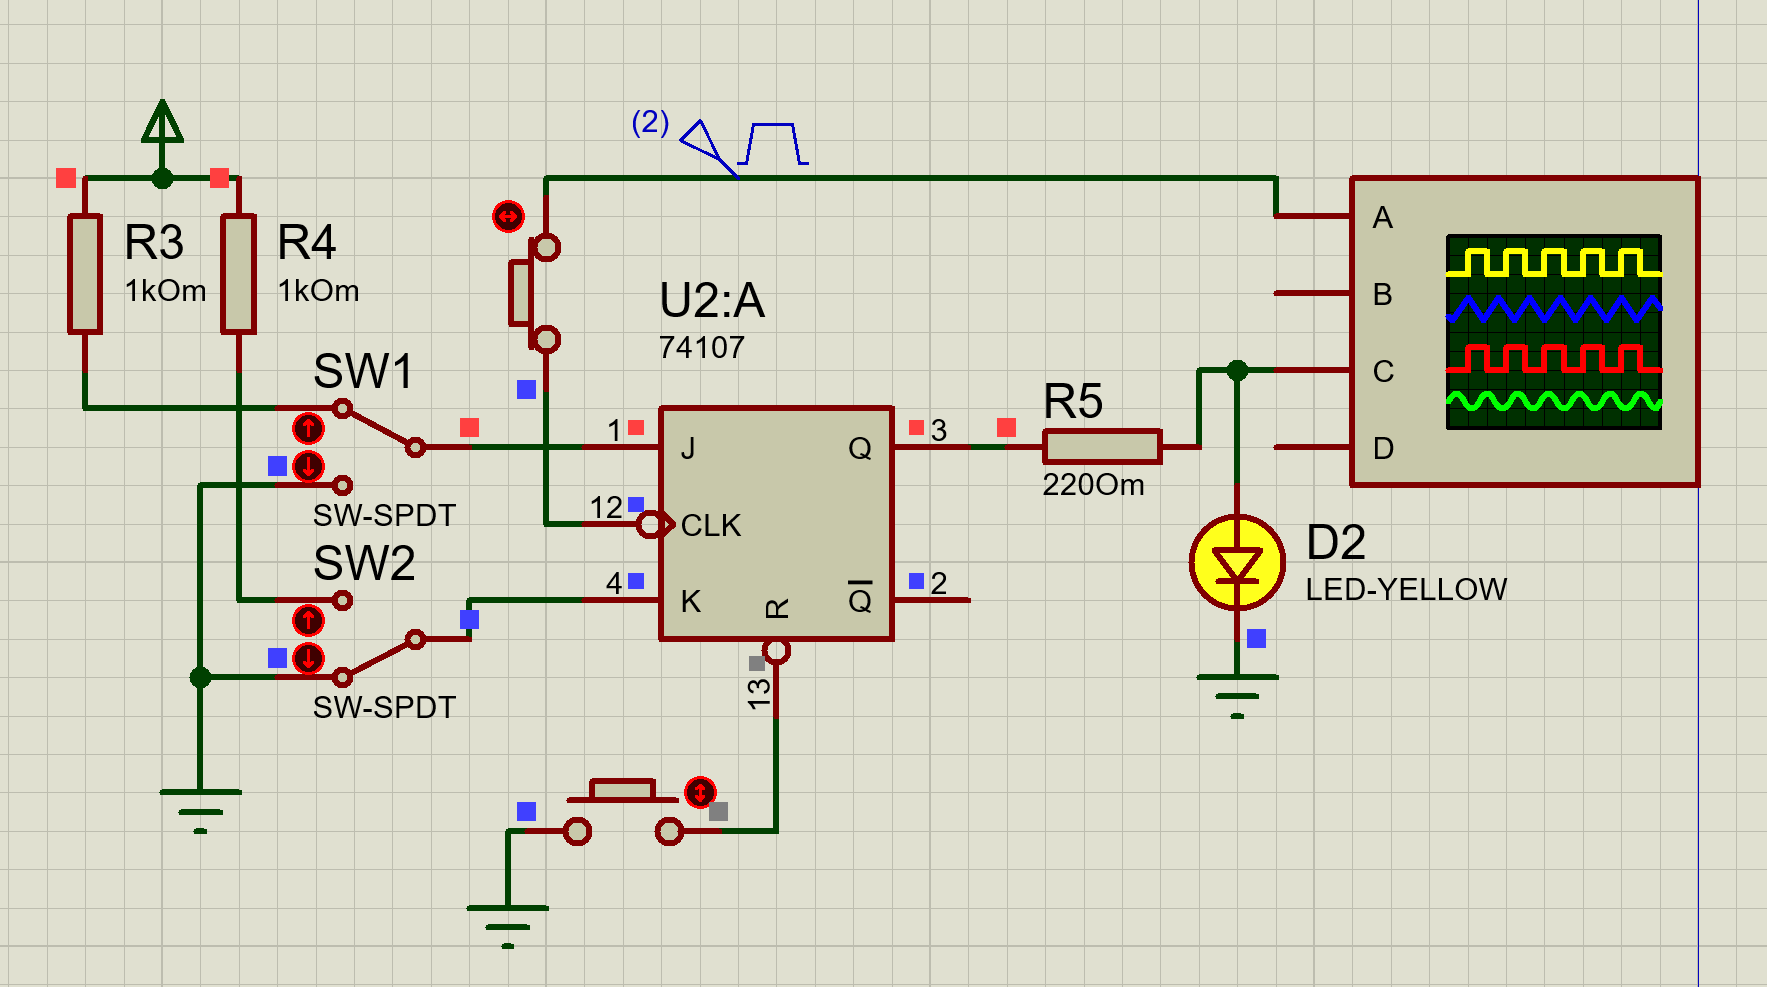 (2)
R3
1kOm
R4
1kOm
U2:A
74107
SW1
SW-SPDT
SW2
SW-SPDT
1
J
12
CLK
4
K
R
13
Q
3
Q
2
R5
220Om
D2
LED-YELLOW
A
B
C
D